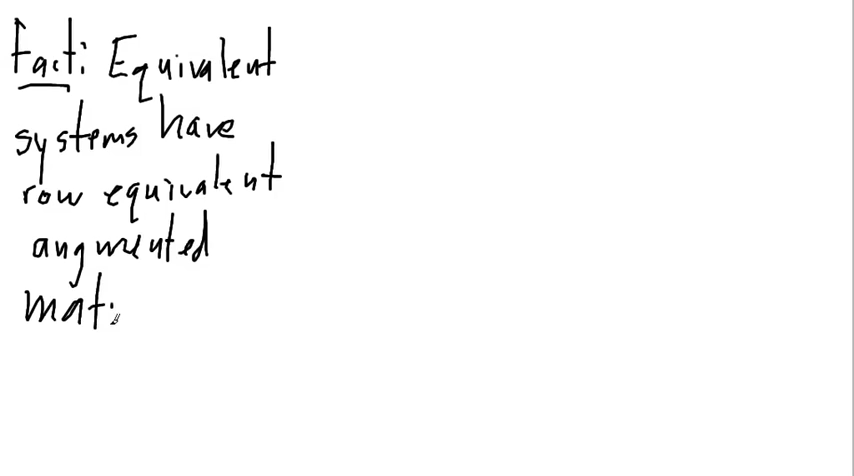 Fact: Equivalent
systems have
row equivalent
augmented
mat